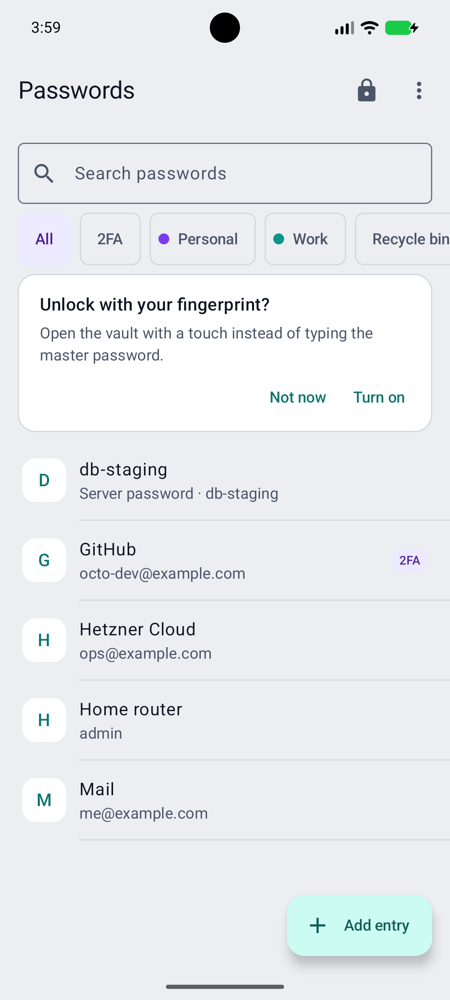 3:59
Passwords
Search passwords
All
2FA
Personal
Work
Recycle bin
Unlock with your fingerprint?
Open the vault with a touch instead of typing the
master password.
Not now
Turn on
D
db-staging
Server password · db-staging
G
GitHub
octo-dev@example.com
2FA
H
Hetzner Cloud
ops@example.com
H
Home router
admin
M
Mail
me@example.com
+ Add entry